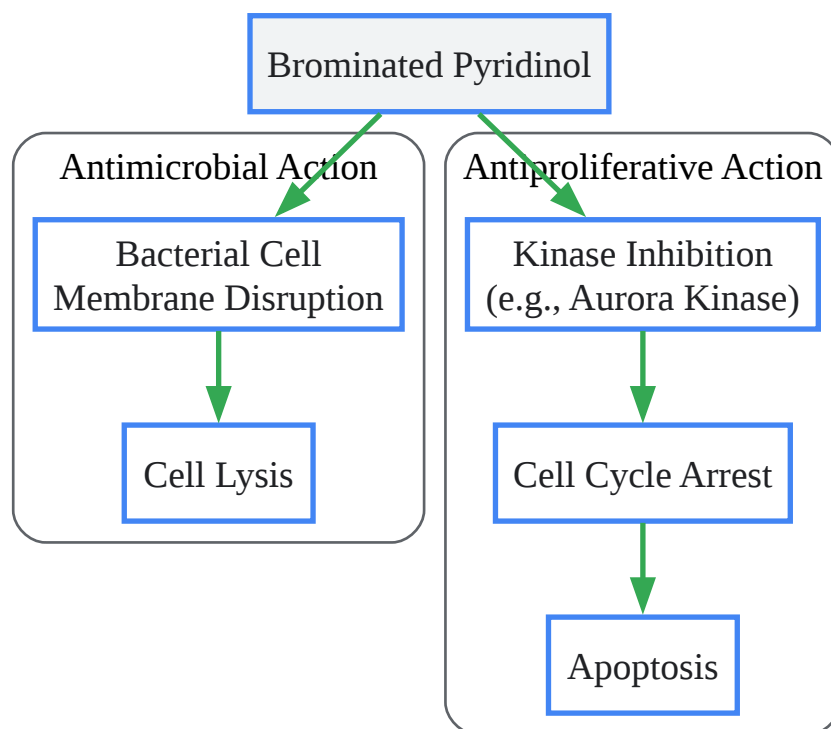 Brominated Pyridinol
Antimicrobial Action
Bacterial Cell
Membrane Disruption
Cell Lysis
Antiproliferative Action
Kinase Inhibition
(e.g., Aurora Kinase)
Cell Cycle Arrest
Apoptosis